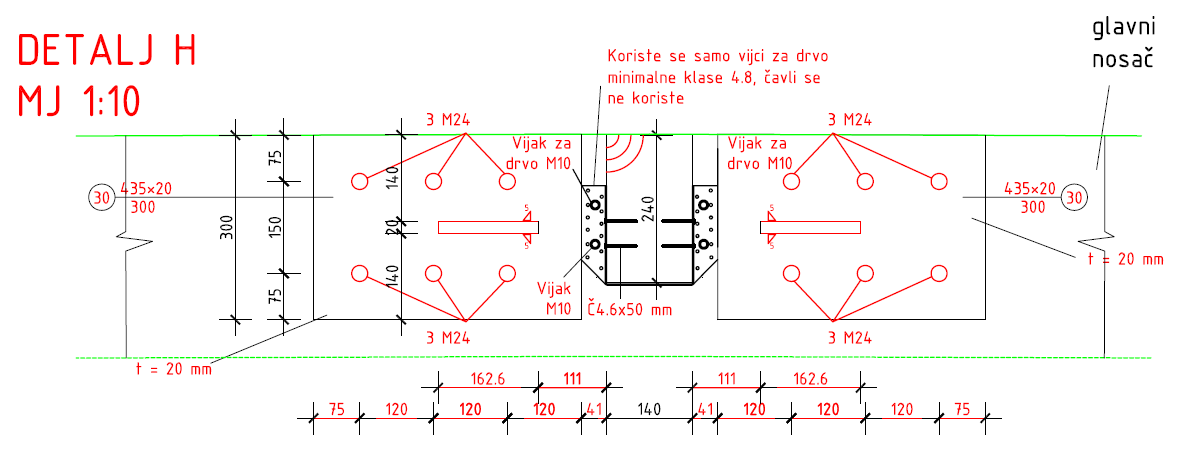 DETALJ H
MJ 1:10
Koriste se samo vijci za drvo
minimalne klase 4.8, čavli se
ne koriste
glavni
nosač
3 M24
3 M24
Vijak za
drvo M10
Vijak za
drvo M10
75
140
30
435×20
300
435×20
300
30
300
150
20
240
5
5
5
5
t = 20 mm
140
75
Vijak
M10
Č4.6x50 mm
3 M24
3 M24
t = 20 mm
162.6
111
111
162.6
75
120
120
120
41
140
41
120
120
120
75